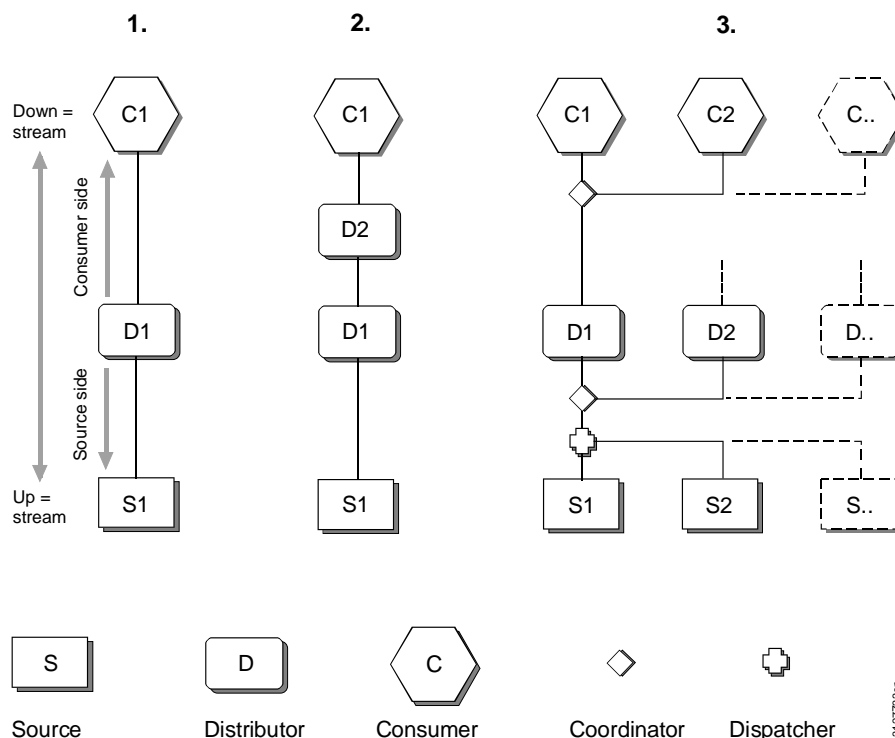 1.
2.
3.
Down =
stream
C1
C1
C1
C2
C..
Consumer side
D2
D1
D1
D1
D2
D..
Source side
Up =
stream
S1
S1
S1
S2
S..
S
D
C
Source
Distributor
Consumer
Coordinator
Dispatcher